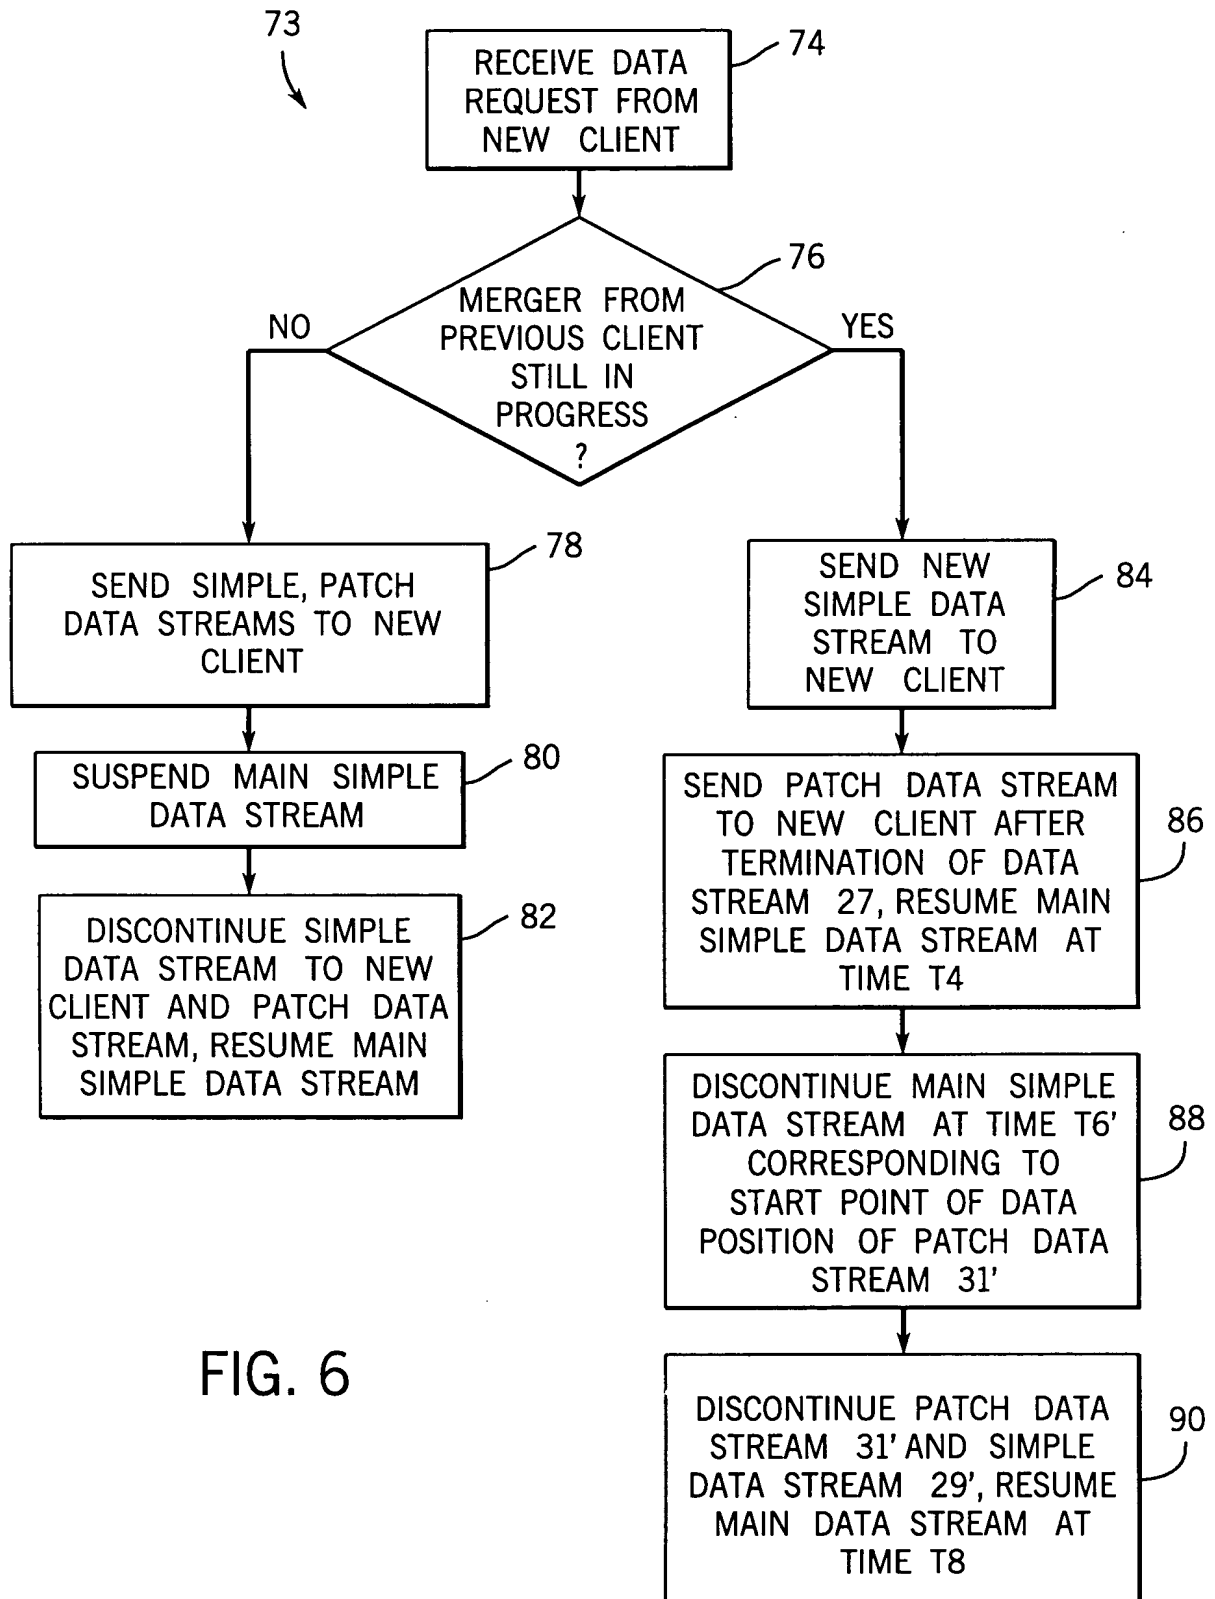 73
RECEIVE DATA
REQUEST FROM
NEW CLIENT
74
MERGER FROM
PREVIOUS CLIENT
STILL IN
PROGRESS
?
76
NO
YES
SEND SIMPLE, PATCH
DATA STREAMS TO NEW
CLIENT
78
SUSPEND MAIN SIMPLE
DATA STREAM
80
DISCONTINUE SIMPLE
DATA STREAM TO NEW
CLIENT AND PATCH DATA
STREAM, RESUME MAIN
SIMPLE DATA STREAM
82
SEND NEW
SIMPLE DATA
STREAM TO
NEW CLIENT
84
SEND PATCH DATA STREAM
TO NEW CLIENT AFTER
TERMINATION OF DATA
STREAM 27, RESUME MAIN
SIMPLE DATA STREAM AT
TIME T4
86
DISCONTINUE MAIN SIMPLE
DATA STREAM AT TIME T6'
CORRESPONDING TO
START POINT OF DATA
POSITION OF PATCH DATA
STREAM 31'
88
DISCONTINUE PATCH DATA
STREAM 31' AND SIMPLE
DATA STREAM 29', RESUME
MAIN DATA STREAM AT
TIME T8
90
FIG. 6